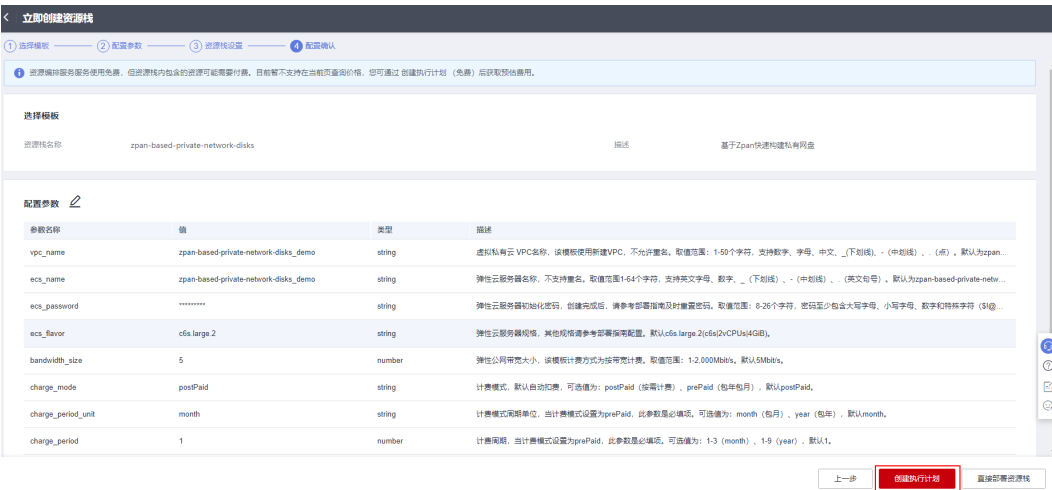 立即创建资源栈
1 选择模板 2 配置参数 3 资源栈设置 4 配置确认
资源编排服务服务使用免费，但资源栈内包含的资源可能需要付费。目前暂不支持在当前页查询价格，您可通过 创建执行计划 （免费）后获取预估费用。
选择模板
资源栈名称 zpan-based-private-network-disks 描述 基于Zpan快速构建私有网盘
配置参数
参数名称 值 类型 描述
vpc_name zpan-based-private-network-disks_demo string 虚拟私有云 VPC名称，该模板使用新建VPC，不允许重名。取值范围：1-50个字符，支持数字、字母、中文、_(下划线)、-（中划线）、.（点）。默认为zpan...
ecs_name zpan-based-private-network-disks_demo string 弹性云服务器名称，不支持重名。取值范围1-64个字符，支持英文字母、数字、_（下划线）、-（中划线）、.（英文句号）。默认为zpan-based-private-netw...
ecs_password ********* string 弹性云服务器初始化密码，创建完成后，请参考部署指南及时重置密码。取值范围：8-26个字符，密码至少包含大写字母、小写字母、数字和特殊字符（$!@...
ecs_flavor c6s.large.2 string 弹性云服务器规格，其他规格请参考部署指南配置。默认c6s.large.2(c6s|2vCPUs|4GiB)。
bandwidth_size 5 number 弹性公网带宽大小，该模板计费方式为按带宽计费。取值范围：1-2,000Mbit/s。默认5Mbit/s。
charge_mode postPaid string 计费模式，默认自动扣费，可选值为：postPaid（按需计费）、prePaid（包年包月），默认postPaid。
charge_period_unit month string 计费模式周期单位，当计费模式设置为prePaid，此参数是必填项。可选值为：month（包月）、year（包年），默认month。
charge_period 1 number 计费周期，当计费模式设置为prePaid，此参数是必填项。可选值为：1-3（month）、1-9（year），默认1。
上一步 创建执行计划 直接部署资源栈